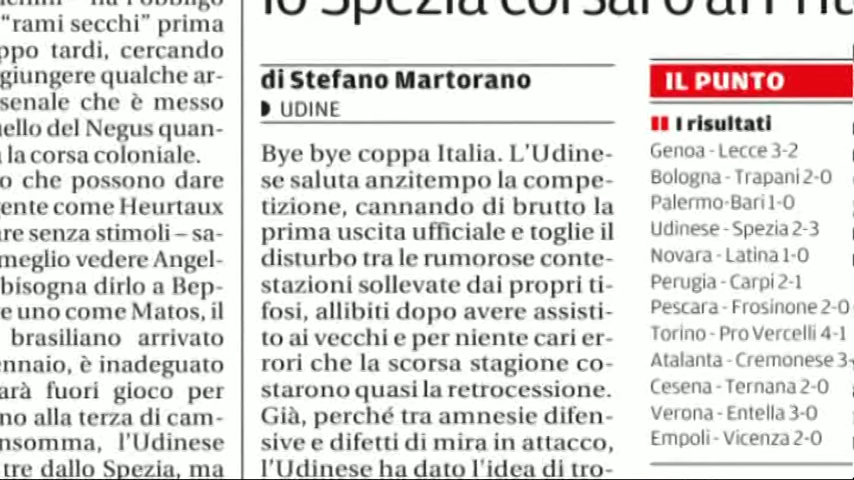 "rami secchi" prima
ppo tardi, cercando
giungere qualche ar-
senale che è messo
uello del Negus quan-
la corsa coloniale.
o che possono dare
ente come Heurtaux
re senza stimoli – sa-
meglio vedere Angel-
bisogna dirlo a Bep-
e uno come Matos, il
brasiliano arrivato
ennaio, è inadeguato
arà fuori gioco per
no alla terza di cam-
nsomma, l'Udinese
tre dallo Spezia, ma
lo Spezia corsaro al Friu
di Stefano Martorano
UDINE
Bye bye coppa Italia. L'Udine-
se saluta anzitempo la compe-
tizione, cannando di brutto la
prima uscita ufficiale e toglie il
disturbo tra le rumorose conte-
stazioni sollevate dai propri ti-
fosi, allibiti dopo avere assisti-
to ai vecchi e per niente cari er-
rori che la scorsa stagione co-
starono quasi la retrocessione.
Già, perché tra amnesie difen-
sive e difetti di mira in attacco,
l'Udinese ha dato l'idea di tro-
IL PUNTO
I risultati
Genoa - Lecce 3-2
Bologna - Trapani 2-0
Palermo-Bari 1-0
Udinese - Spezia 2-3
Novara - Latina 1-0
Perugia - Carpi 2-1
Pescara - Frosinone 2-0
Torino - Pro Vercelli 4-1
Atalanta - Cremonese 3-
Cesena - Ternana 2-0
Verona - Entella 3-0
Empoli - Vicenza 2-0